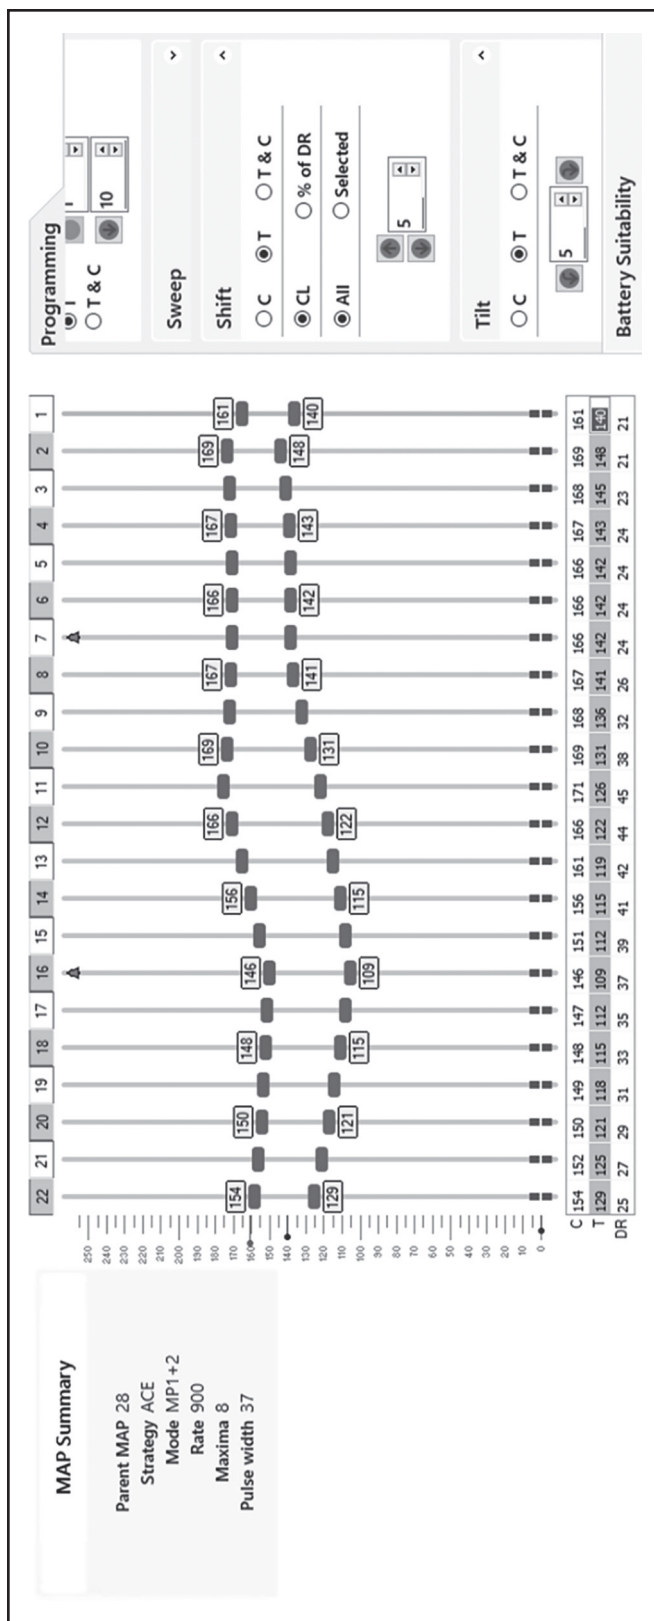 MAP Summary
Parent MAP 28
Strategy ACE
Mode MP1+2
Rate 900
Maxima 8
Pulse width 37
22 21 20 19 18 17 16 15 14 13 12 11 10 9 8 7 6 5 4 3 2 1
250
240
230
220
210
200
190
180
170
160
150
140
130
120
110
100
90
80
70
60
50
40
30
20
10
0
154 150 148 146 156 166 169 167 166 167 169 161
129 121 115 109 115 122 131 141 142 143 148 140
C 154 152 150 149 148 147 146 151 156 161 166 171 169 168 167 166 166 166 167 168 169 161
T 129 125 121 118 115 112 109 112 115 119 122 126 131 136 141 142 142 142 143 145 148 140
DR 25 27 29 31 33 35 37 39 41 42 44 45 38 32 26 24 24 24 24 23 21 21
Programming
T & C
10
Sweep
Shift
C T T & C
CL % of DR
All Selected
5
Tilt
C T T & C
5
Battery Suitability